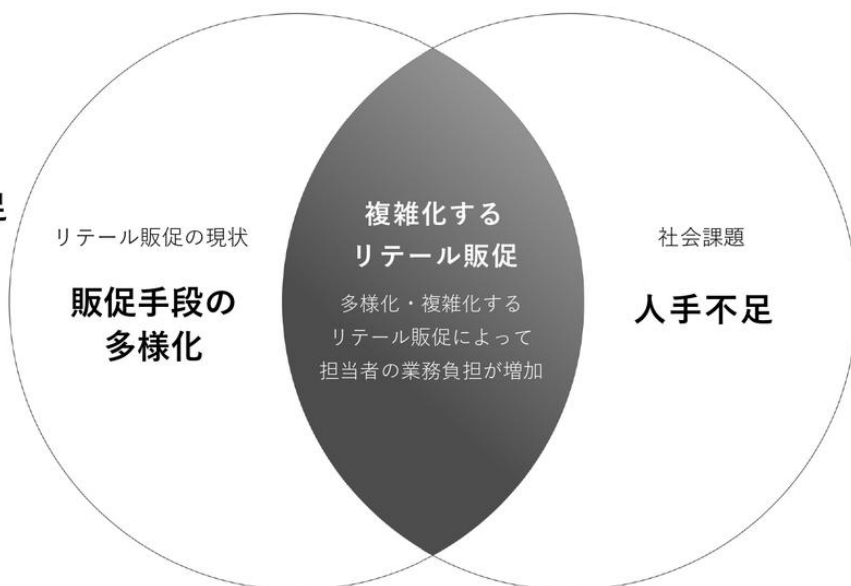 リテール販促の現状
販促手段の
多様化
複雑化する
リテール販促
多様化・複雑化する
リテール販促によって
担当者の業務負担が増加
社会課題
人手不足